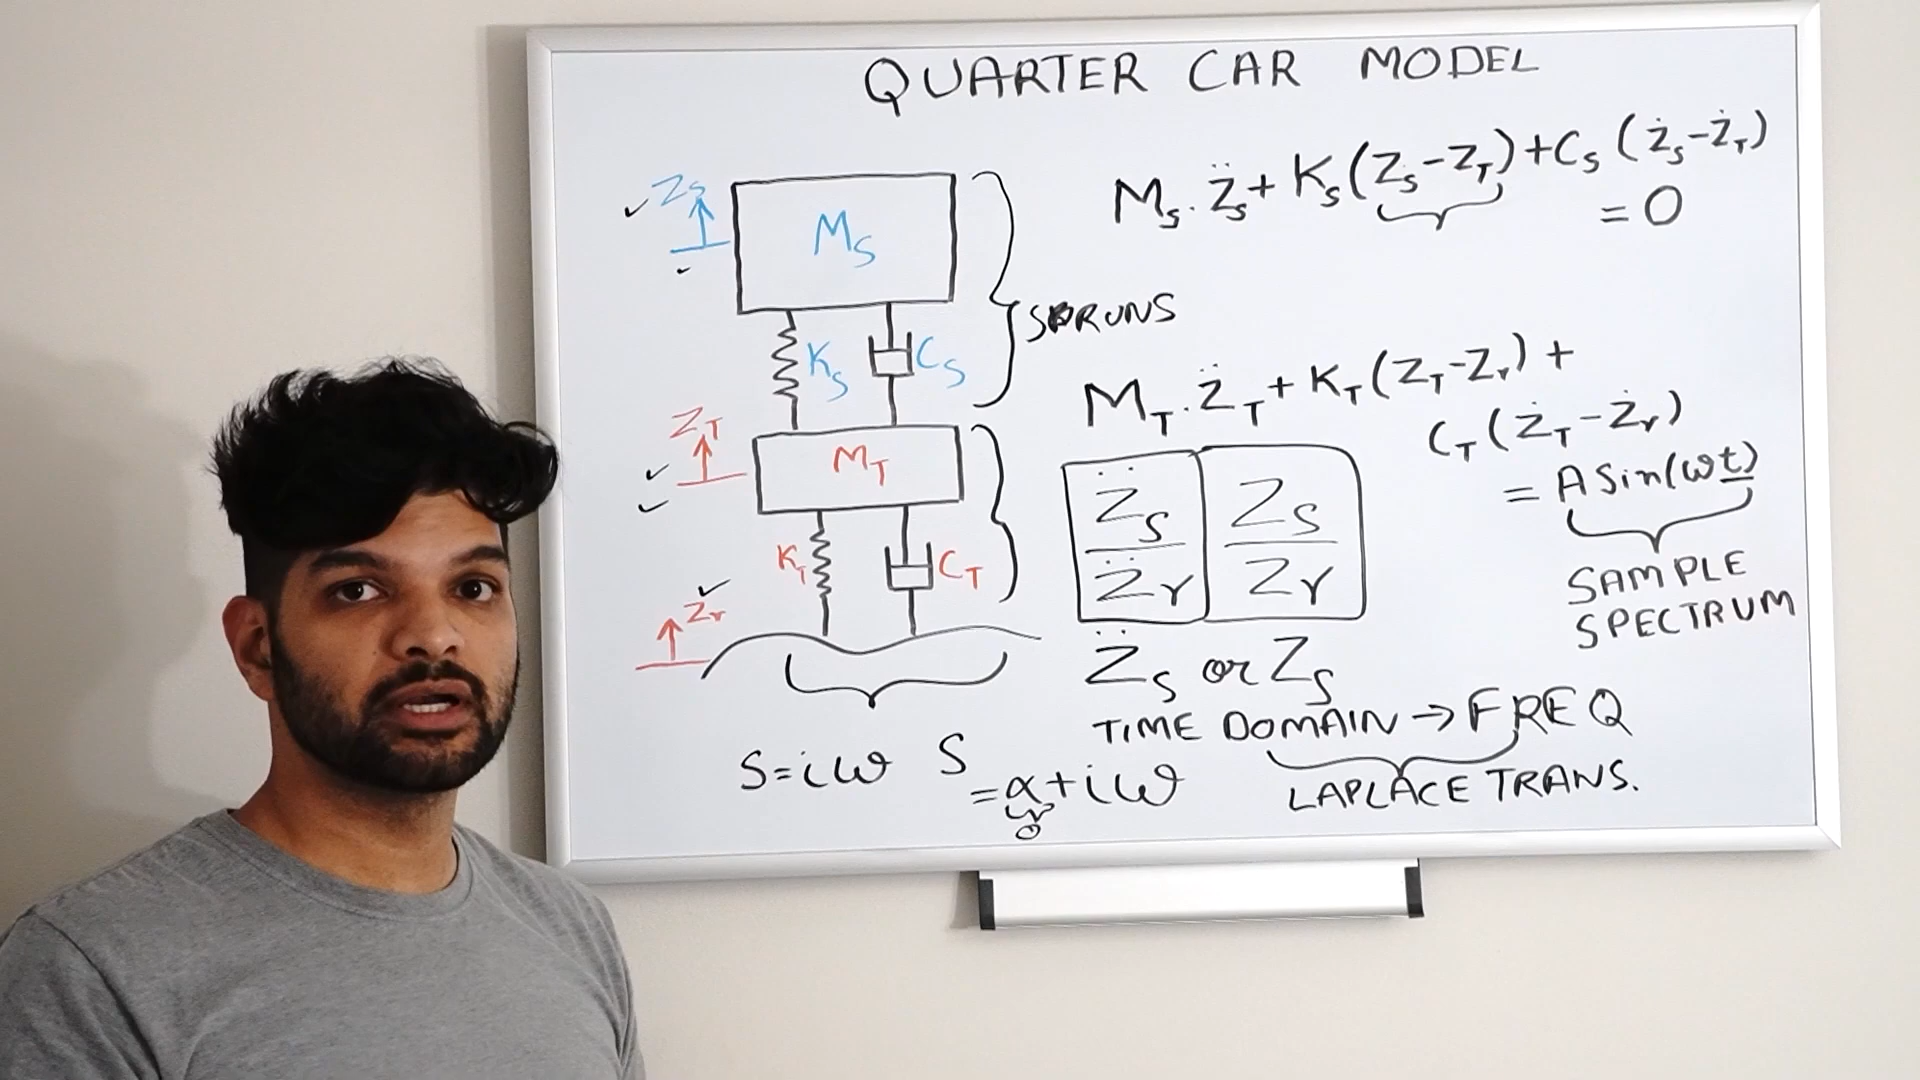 QUARTER CAR MODEL
Zs
Ms
Ms. z̈s + Ks(Zs-ZT) + Cs(żs-żT)
= 0
Ks
Cs
ZT
MT
MT. z̈T + KT(ZT-Zr) +
CT(żT-żr)
= A Sin(ωt)
SAMPLE
SPECTRUM
KT
CT
Zr
Z̈s
Z̈r
Zs
Zr
Z̈s or Zs
TIME DOMAIN → FREQ
LAPLACE TRANS.
S=iω
S
=α+iω
0